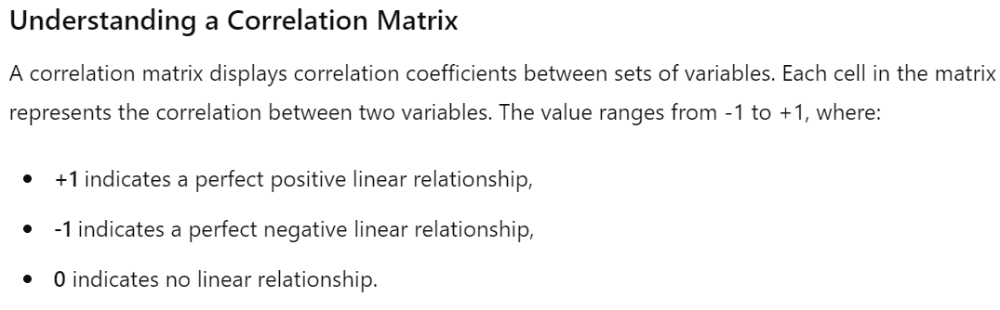 Understanding a Correlation Matrix
A correlation matrix displays correlation coefficients between sets of variables. Each cell in the matrix
represents the correlation between two variables. The value ranges from -1 to +1, where:
• +1 indicates a perfect positive linear relationship,
• -1 indicates a perfect negative linear relationship,
• 0 indicates no linear relationship.